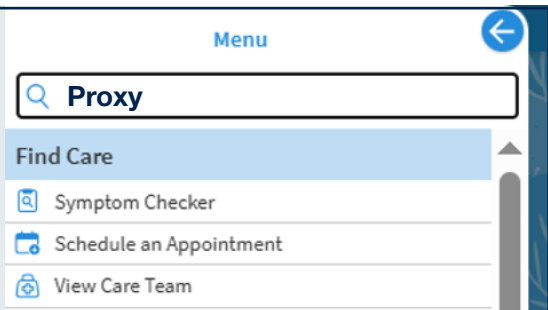 Menu
Proxy
Find Care
Symptom Checker
Schedule an Appointment
View Care Team